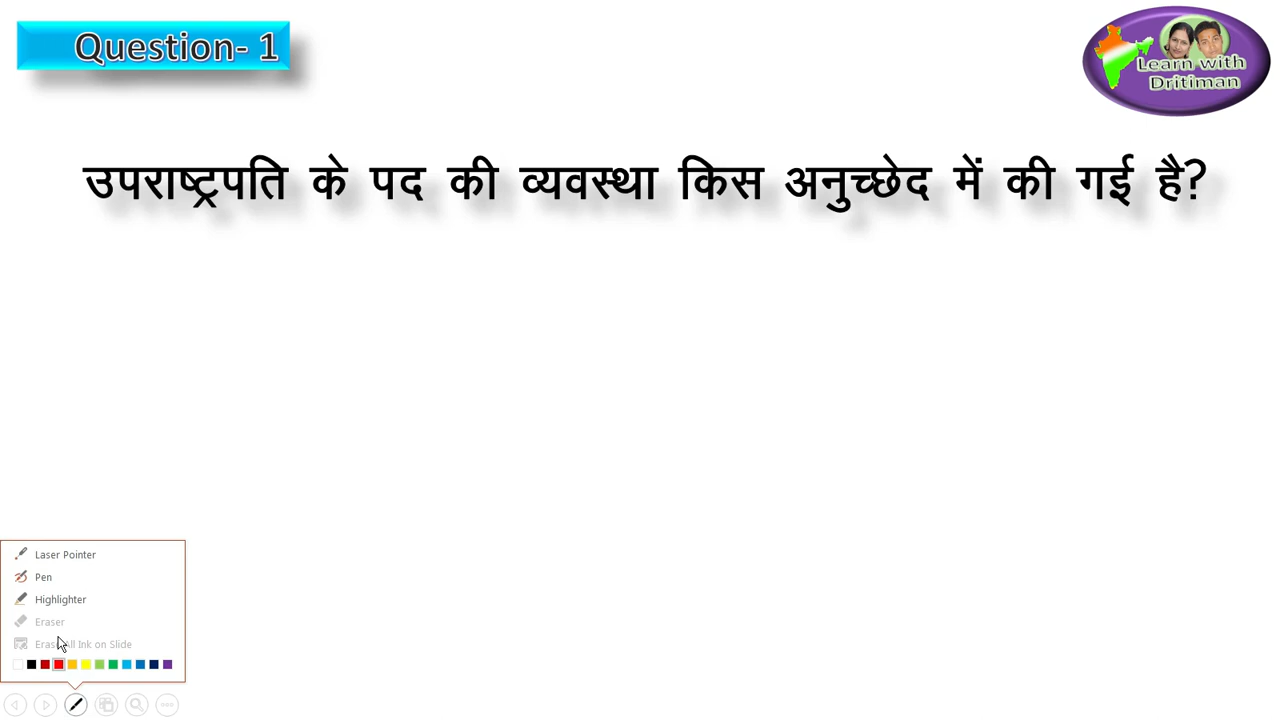 Question- 1
Learn with
Dritiman
उपराष्ट्रपति के पद की व्यवस्था किस अनुच्छेद में की गई है?
Laser Pointer
Pen
Highlighter
Eraser
Erase All Ink on Slide